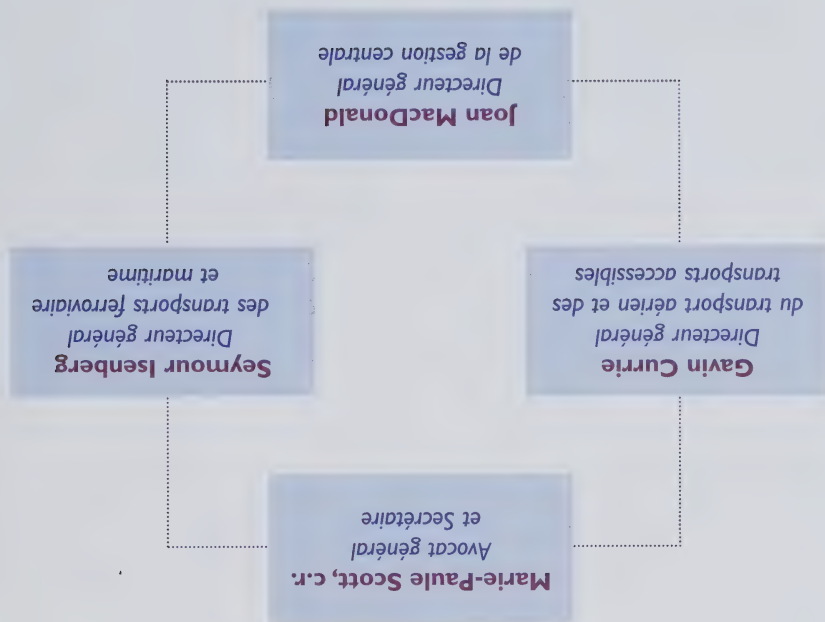 Marie-Paule Scott, c.r.
Avocat général
et Secrétaire
Gavin Currie
Directeur général
du transport aérien et des
transports accessibles
Seymour Isenberg
Directeur général
des transports ferroviaire
et maritime
Joan MacDonald
Directeur général
de la gestion centrale